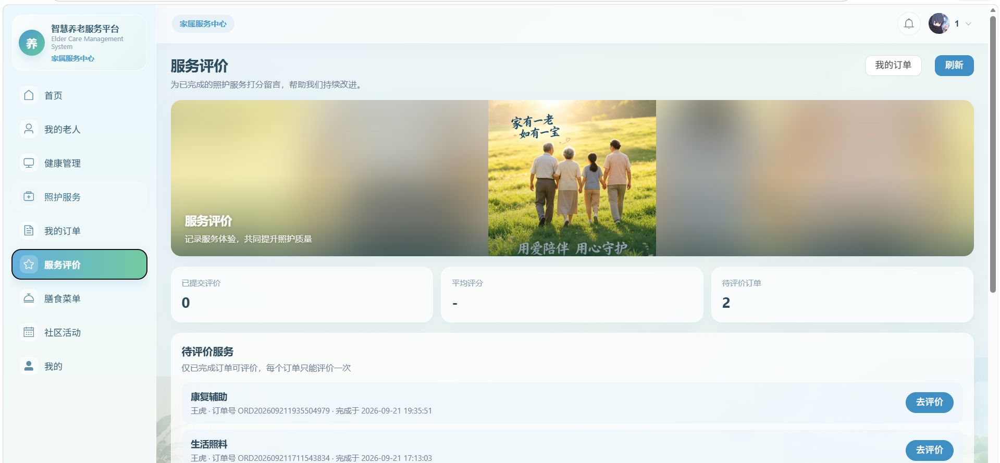 智慧养老服务平台
Elder Care Management
System
家属服务中心
养
首页
我的老人
健康管理
照护服务
我的订单
服务评价
膳食菜单
社区活动
我的
家属服务中心
1
服务评价
为已完成的照护服务打分留言，帮助我们持续改进。
我的订单
刷新
家有一老
如有一宝
服务评价
记录服务体验，共同提升照护质量
用爱陪伴 用心守护
已提交评价
0
平均评分
-
待评价订单
2
待评价服务
仅已完成订单可评价，每个订单只能评价一次
康复辅助
王虎 · 订单号 ORD202609211935504979 · 完成于 2026-09-21 19:35:51
去评价
生活照料
王虎 · 订单号 ORD202609211711543834 · 完成于 2026-09-21 17:13:03
去评价